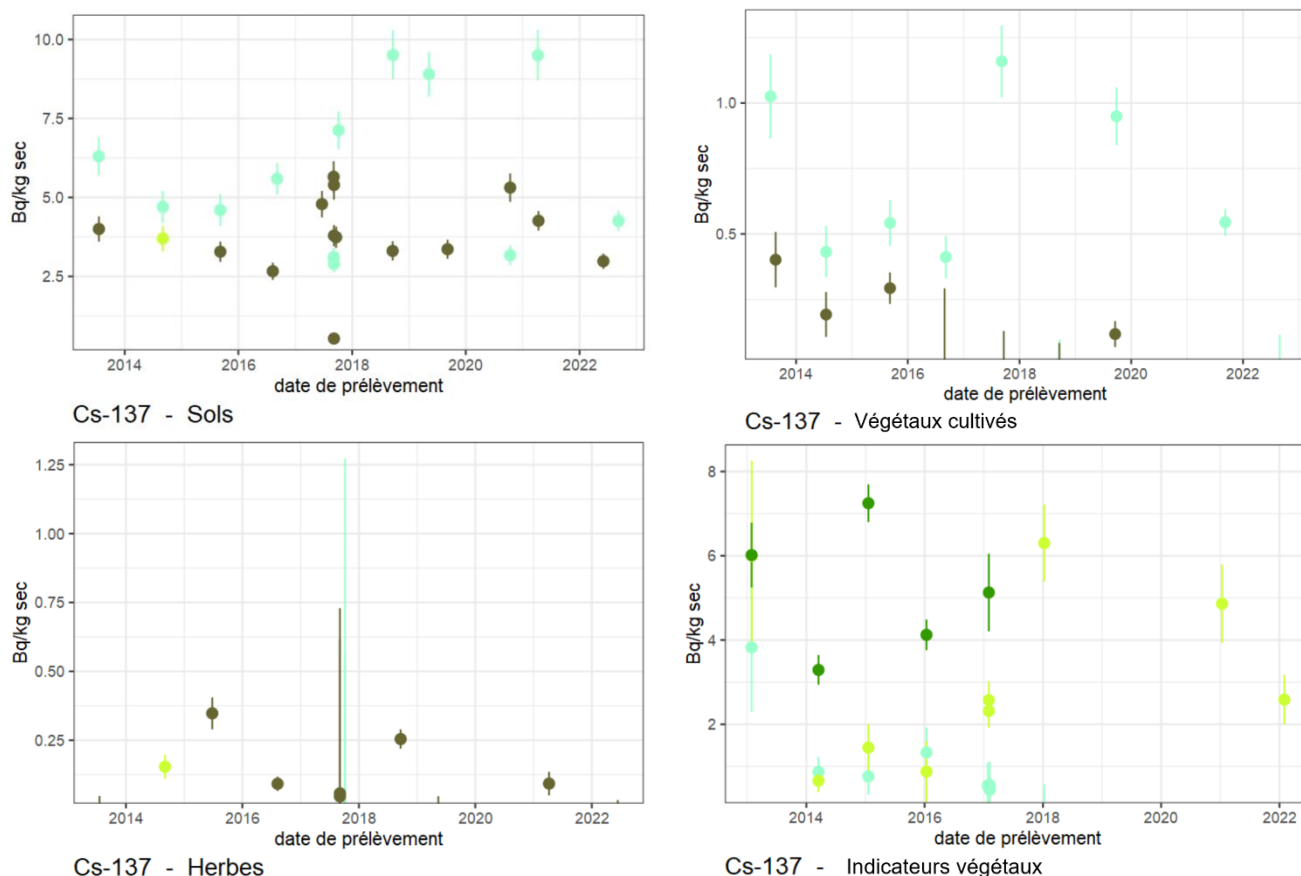 10.0
7.5
5.0
2.5
Bq/kg sec
2014 2016 2018 2020 2022
date de prélèvement
Cs-137 - Sols
1.0
0.5
Bq/kg sec
2014 2016 2018 2020 2022
date de prélèvement
Cs-137 - Végétaux cultivés
1.25
1.00
0.75
0.50
0.25
Bq/kg sec
2014 2016 2018 2020 2022
date de prélèvement
Cs-137 - Herbes
8
6
4
2
Bq/kg sec
2014 2016 2018 2020 2022
date de prélèvement
Cs-137 - Indicateurs végétaux